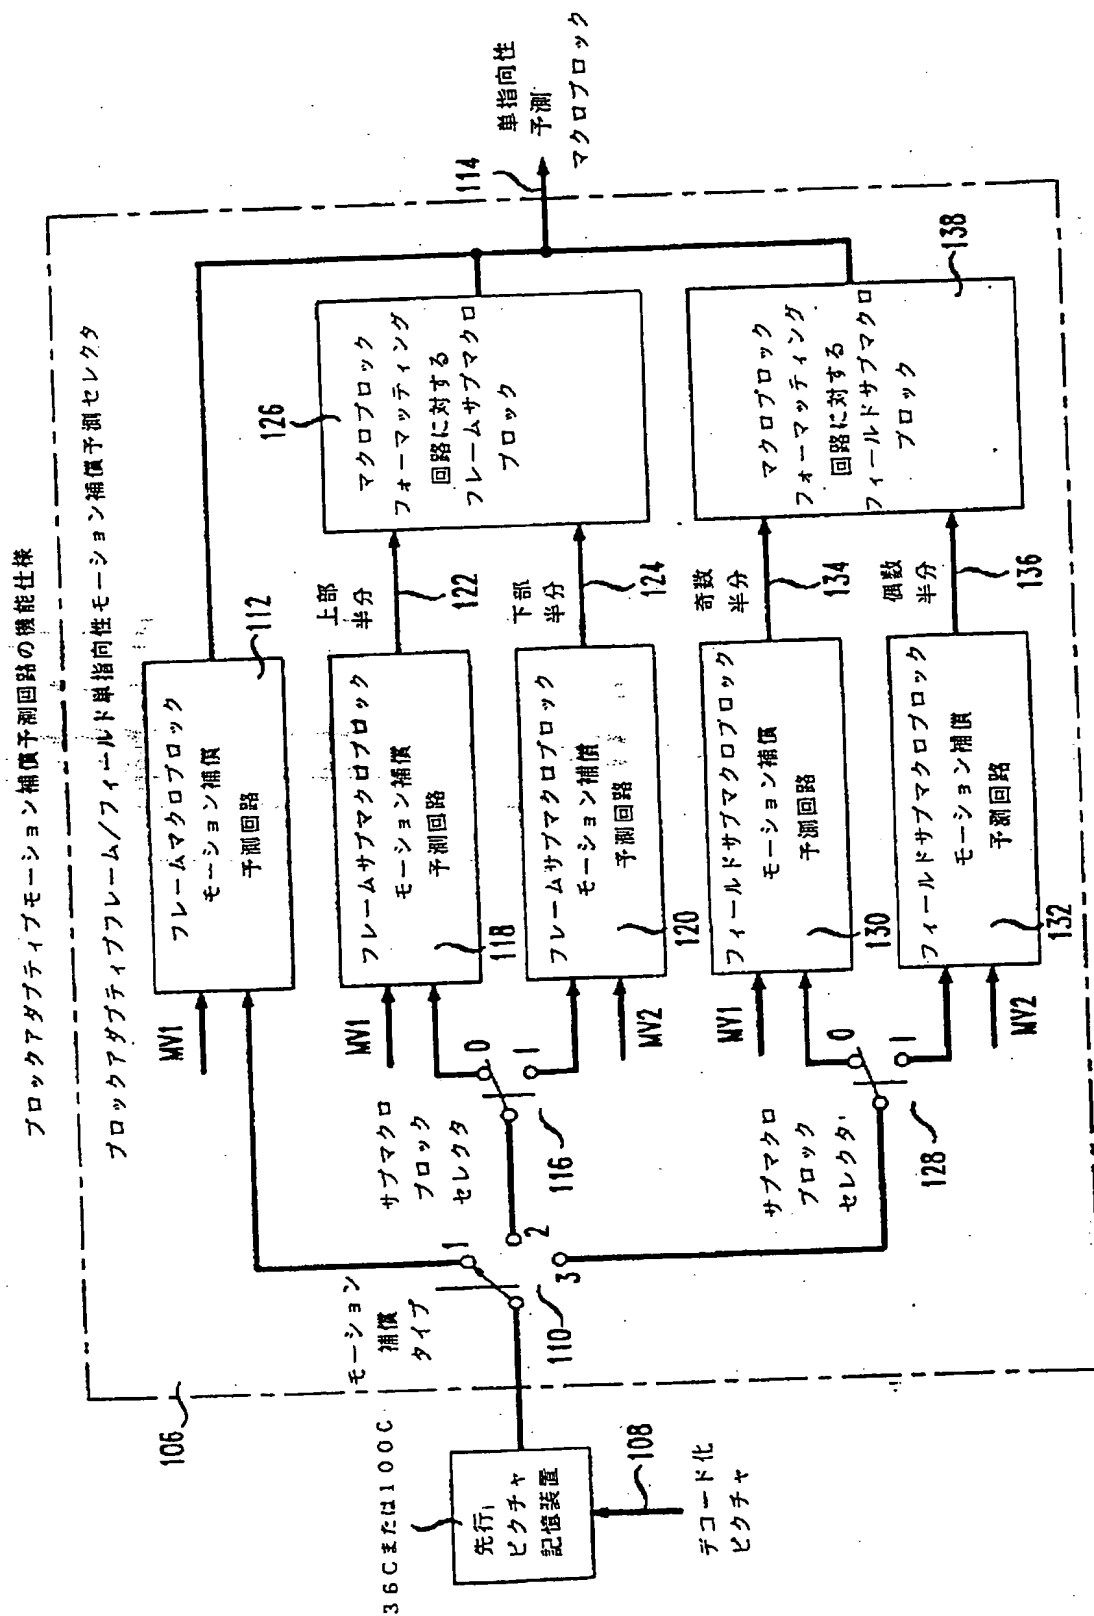 ブロックアダプティブモーション補償予測回路の機能仕様
ブロックアダプティブフレーム/フィールド単指向性モーション補償予測セレクタ
106
36Cまたは100C
先行
ピクチャ
記憶装置
108
デコード化
ピクチャ
モーション
補償
タイプ
110
1
2
3
MV1
フレームマクロブロック
モーション補償
予測回路
112
サブマクロ
ブロック
セレクタ
116
0
1
MV1
フレームサブマクロブロック
モーション補償
予測回路
118
上部
半分
122
MV2
フレームサブマクロブロック
モーション補償
予測回路
120
下部
半分
124
126
マクロブロック
フォーマッティング
回路に対する
フレームサブマクロ
ブロック
サブマクロ
ブロック
セレクタ
128
0
1
MV1
フィールドサブマクロブロック
モーション補償
予測回路
130
奇数
半分
134
MV2
フィールドサブマクロブロック
モーション補償
予測回路
132
偶数
半分
136
マクロブロック
フォーマッティング
回路に対する
フィールドサブマクロ
ブロック
138
114
単指向性
予測
マクロブロック